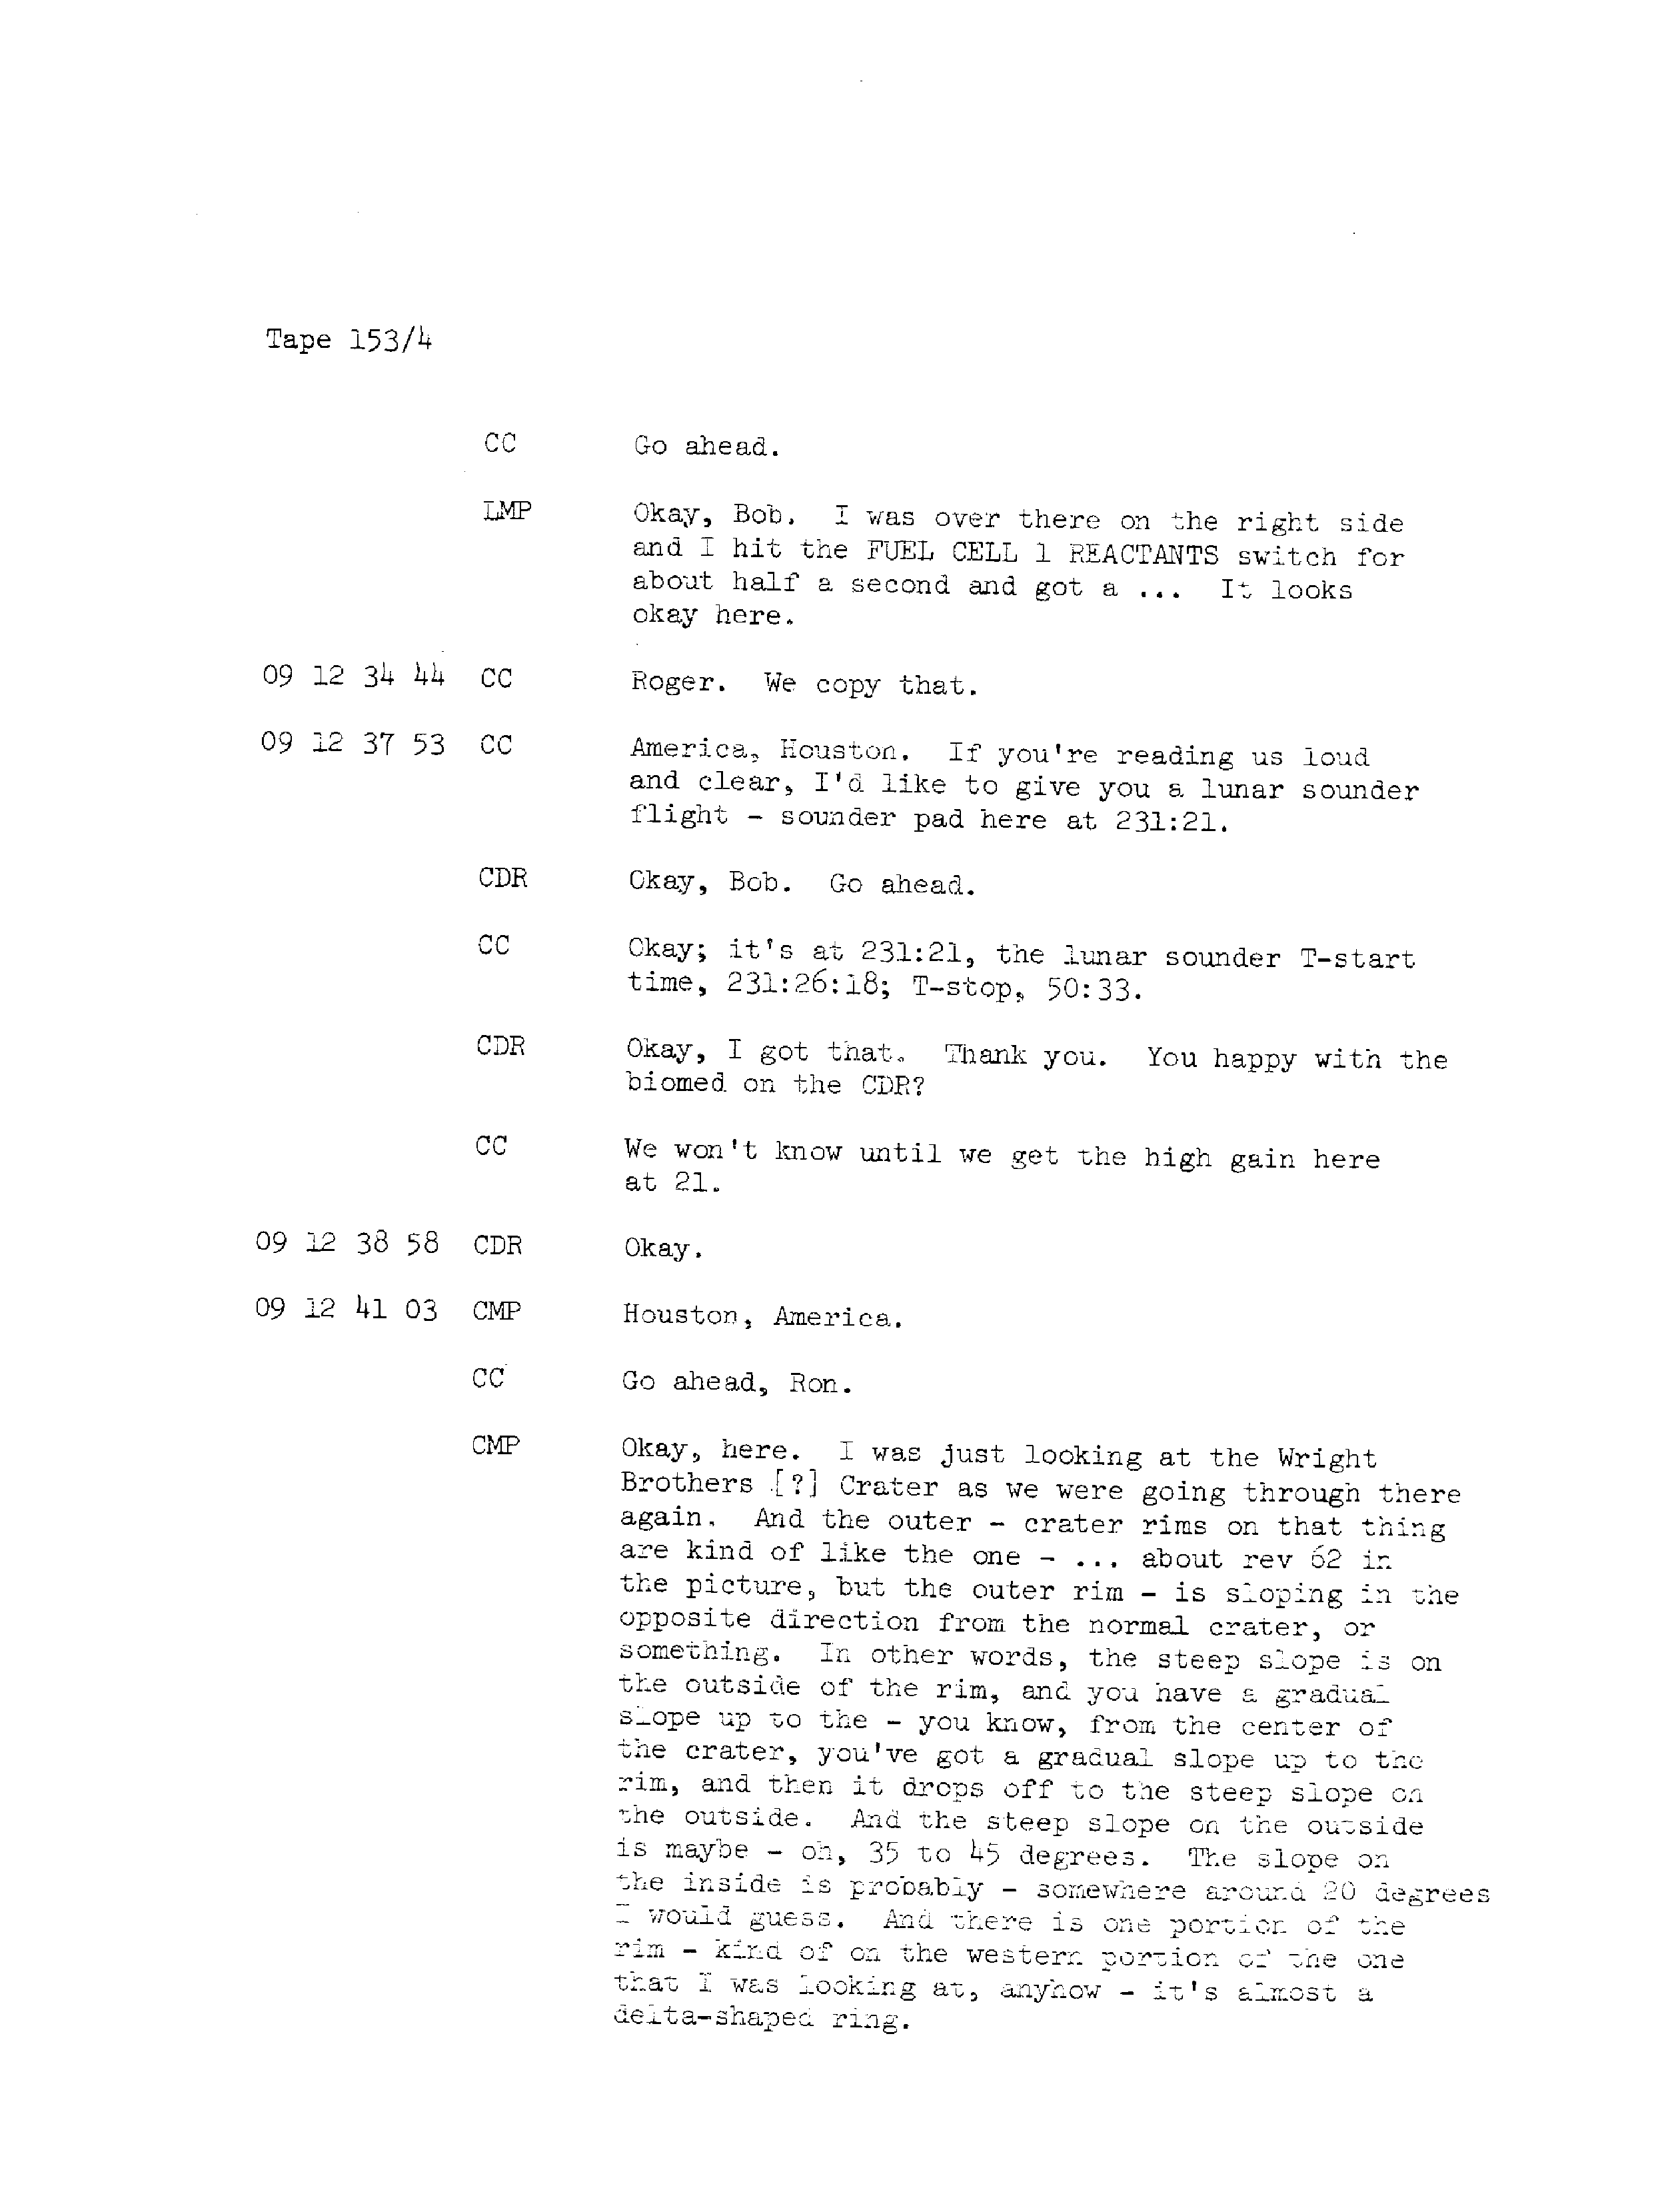 Tape 153/4
CC Go ahead.
LMP Okay, Bob. I was over there on the right side
and I hit the FUEL CELL 1 REACTANTS switch for
about half a second and got a ... It looks
okay here.
09 12 34 44 CC Roger. We copy that.
09 12 37 53 CC America, Houston. If you're reading us loud
and clear, I'd like to give you a lunar sounder
flight - sounder pad here at 231:21.
CDR Okay, Bob. Go ahead.
CC Okay; it's at 231:21, the lunar sounder T-start
time, 231:26:18; T-stop, 50:33.
CDR Okay, I got that. Thank you. You happy with the
biomed on the CDR?
CC We won't know until we get the high gain here
at 21.
09 12 38 58 CDR Okay.
09 12 41 03 CMP Houston, America.
CC Go ahead, Ron.
CMP Okay, here. I was just looking at the Wright
Brothers [?] Crater as we were going through there
again. And the outer - crater rims on that thing
are kind of like the one - ... about rev 62 in
the picture, but the outer rim - is sloping in the
opposite direction from the normal crater, or
something. In other words, the steep slope is on
the outside of the rim, and you have a gradual
slope up to the - you know, from the center of
the crater, you've got a gradual slope up to the
rim, and then it drops off to the steep slope on
the outside. And the steep slope on the outside
is maybe - oh, 35 to 45 degrees. The slope on
the inside is probably - somewhere around 20 degrees
I would guess. And there is one portion of the
rim - kind of on the western portion of the one
that I was looking at, anyhow - it's almost a
delta-shaped ring.